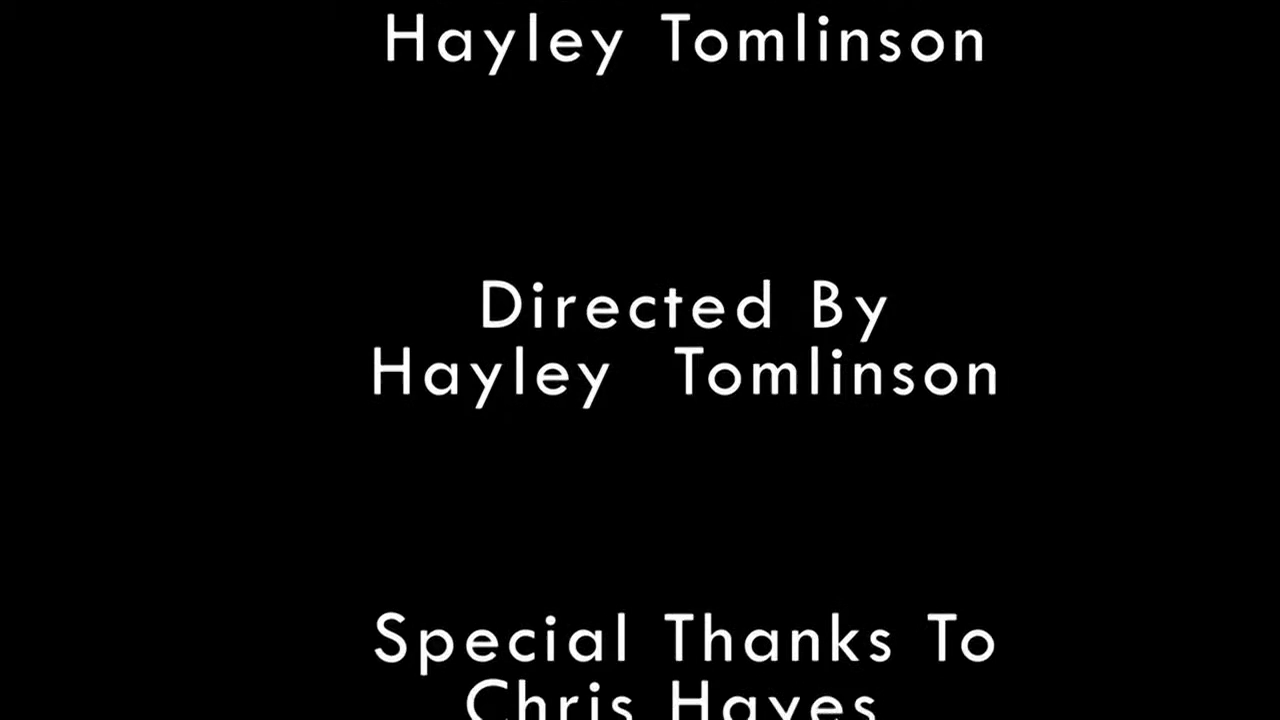 Hayley Tomlinson
Directed By
Hayley  Tomlinson
Special Thanks To
Chris Hayes